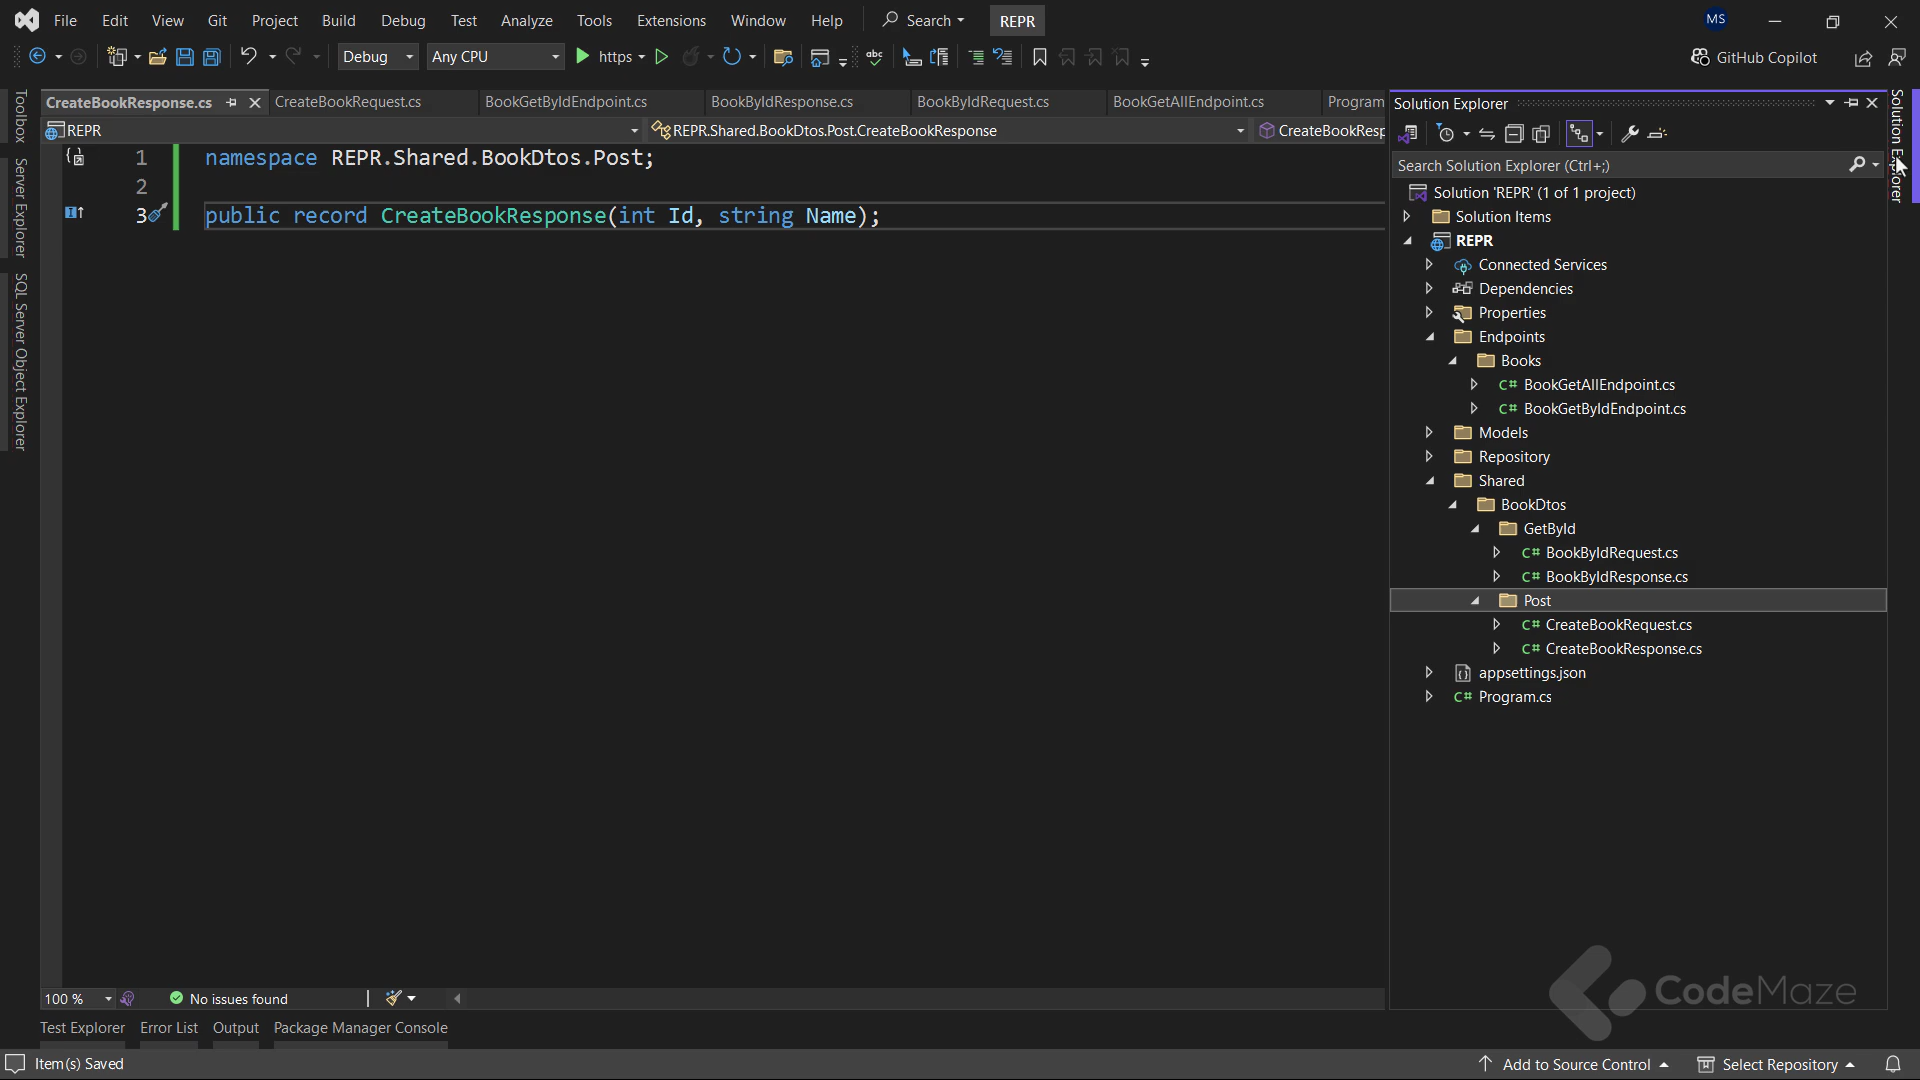 File Edit View Git Project Build Debug Test Analyze Tools Extensions Window Help Search REPR MS
Debug Any CPU https GitHub Copilot
CreateBookResponse.cs CreateBookRequest.cs BookGetByIdEndpoint.cs BookByIdResponse.cs BookByIdRequest.cs BookGetAllEndpoint.cs Program
REPR REPR.Shared.BookDtos.Post.CreateBookResponse CreateBookResp
1 namespace REPR.Shared.BookDtos.Post;
2
3 public record CreateBookResponse(int Id, string Name);
Toolbox
Server Explorer
SQL Server Object Explorer
Solution Explorer
Search Solution Explorer (Ctrl+;)
Solution 'REPR' (1 of 1 project)
Solution Items
REPR
Connected Services
Dependencies
Properties
Endpoints
Books
C# BookGetAllEndpoint.cs
C# BookGetByIdEndpoint.cs
Models
Repository
Shared
BookDtos
GetById
C# BookByIdRequest.cs
C# BookByIdResponse.cs
Post
C# CreateBookRequest.cs
C# CreateBookResponse.cs
appsettings.json
C# Program.cs
Solution Explorer
CodeMaze
100 % No issues found
Test Explorer Error List Output Package Manager Console
Item(s) Saved Add to Source Control Select Repository